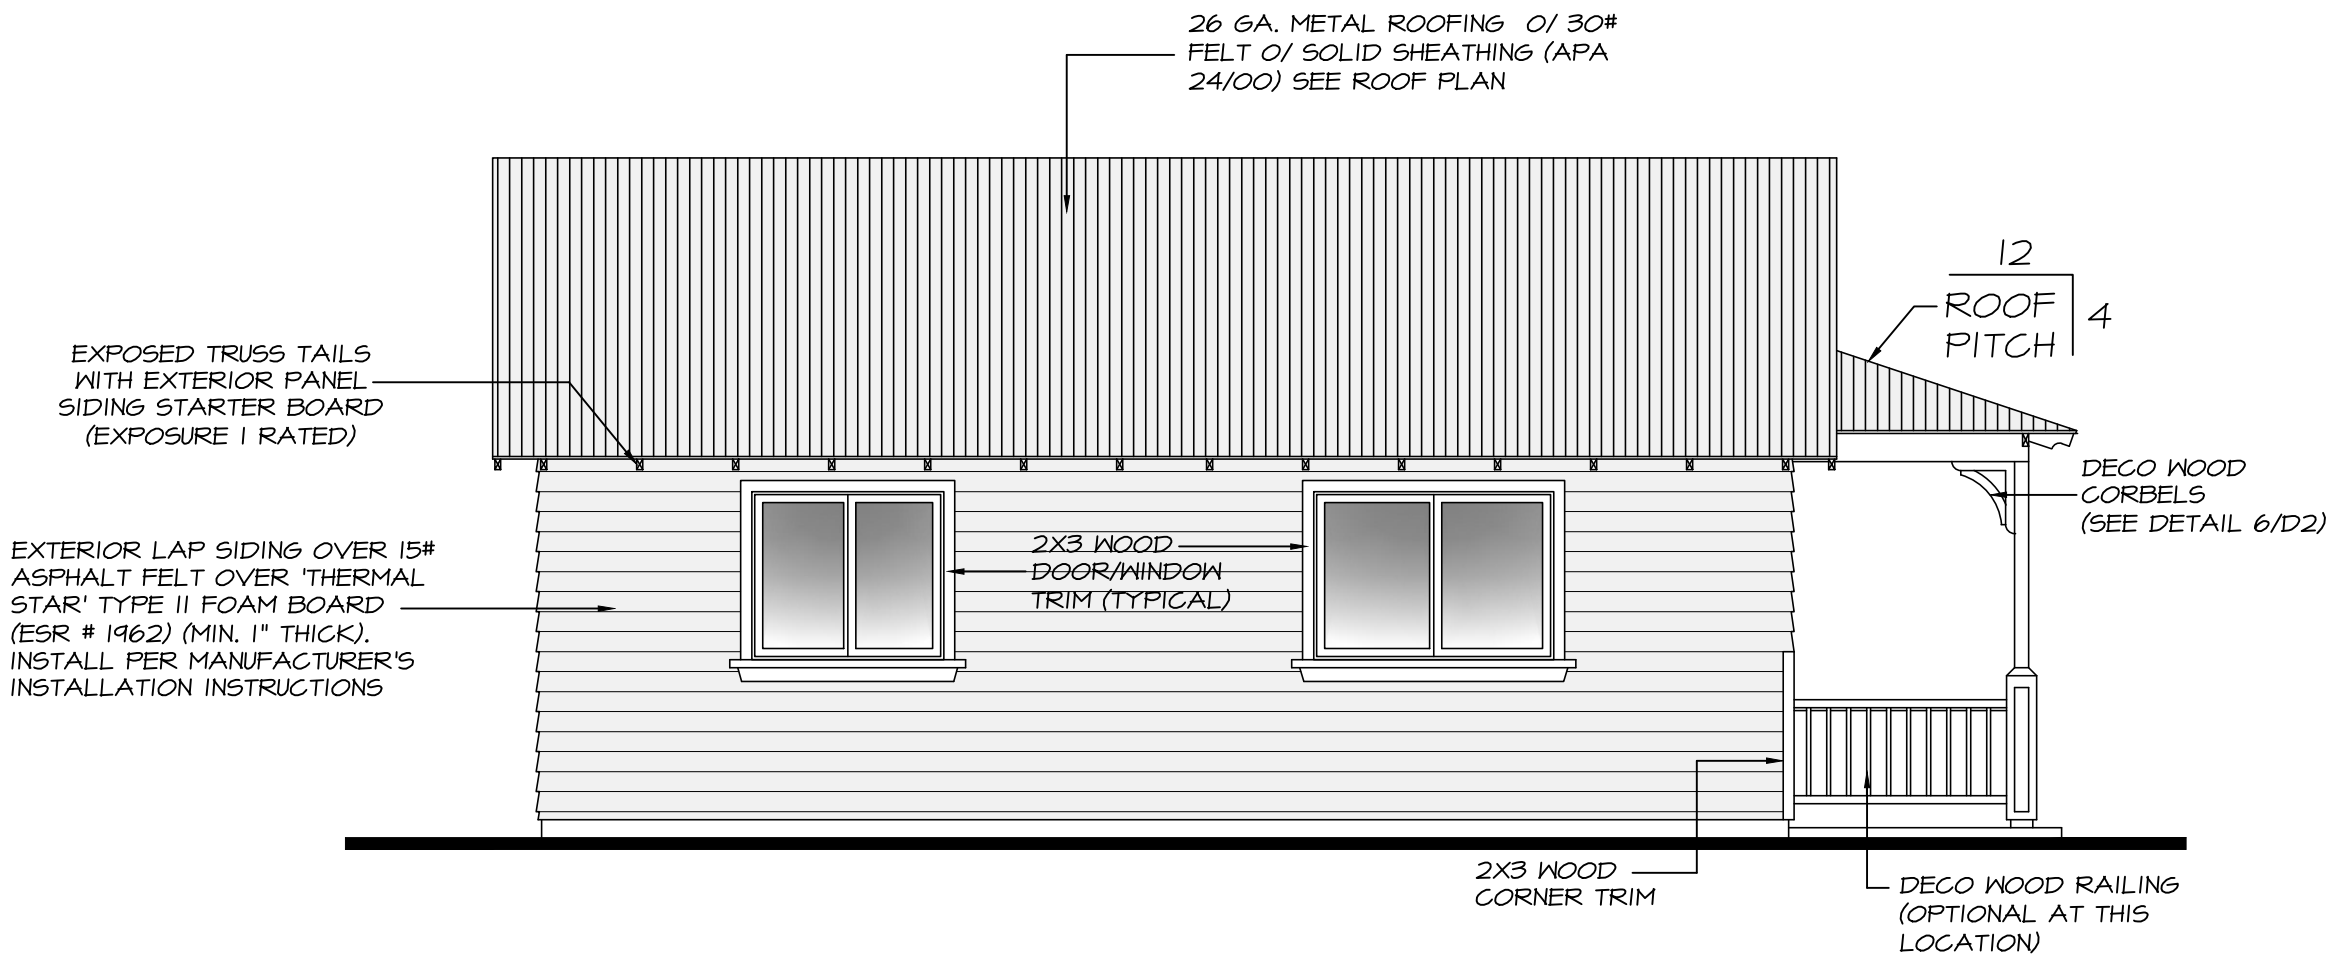 26 GA. METAL ROOFING O/ 30#
FELT O/ SOLID SHEATHING (APA
24/00) SEE ROOF PLAN
12
ROOF
PITCH
4
EXPOSED TRUSS TAILS
WITH EXTERIOR PANEL
SIDING STARTER BOARD
(EXPOSURE 1 RATED)
DECO WOOD
CORBELS
(SEE DETAIL 6/D2)
EXTERIOR LAP SIDING OVER 15#
ASPHALT FELT OVER 'THERMAL
STAR' TYPE II FOAM BOARD
(ESR # 1962) (MIN. 1" THICK).
INSTALL PER MANUFACTURER'S
INSTALLATION INSTRUCTIONS
2X3 WOOD
DOOR/WINDOW
TRIM (TYPICAL)
2X3 WOOD
CORNER TRIM
DECO WOOD RAILING
(OPTIONAL AT THIS
LOCATION)